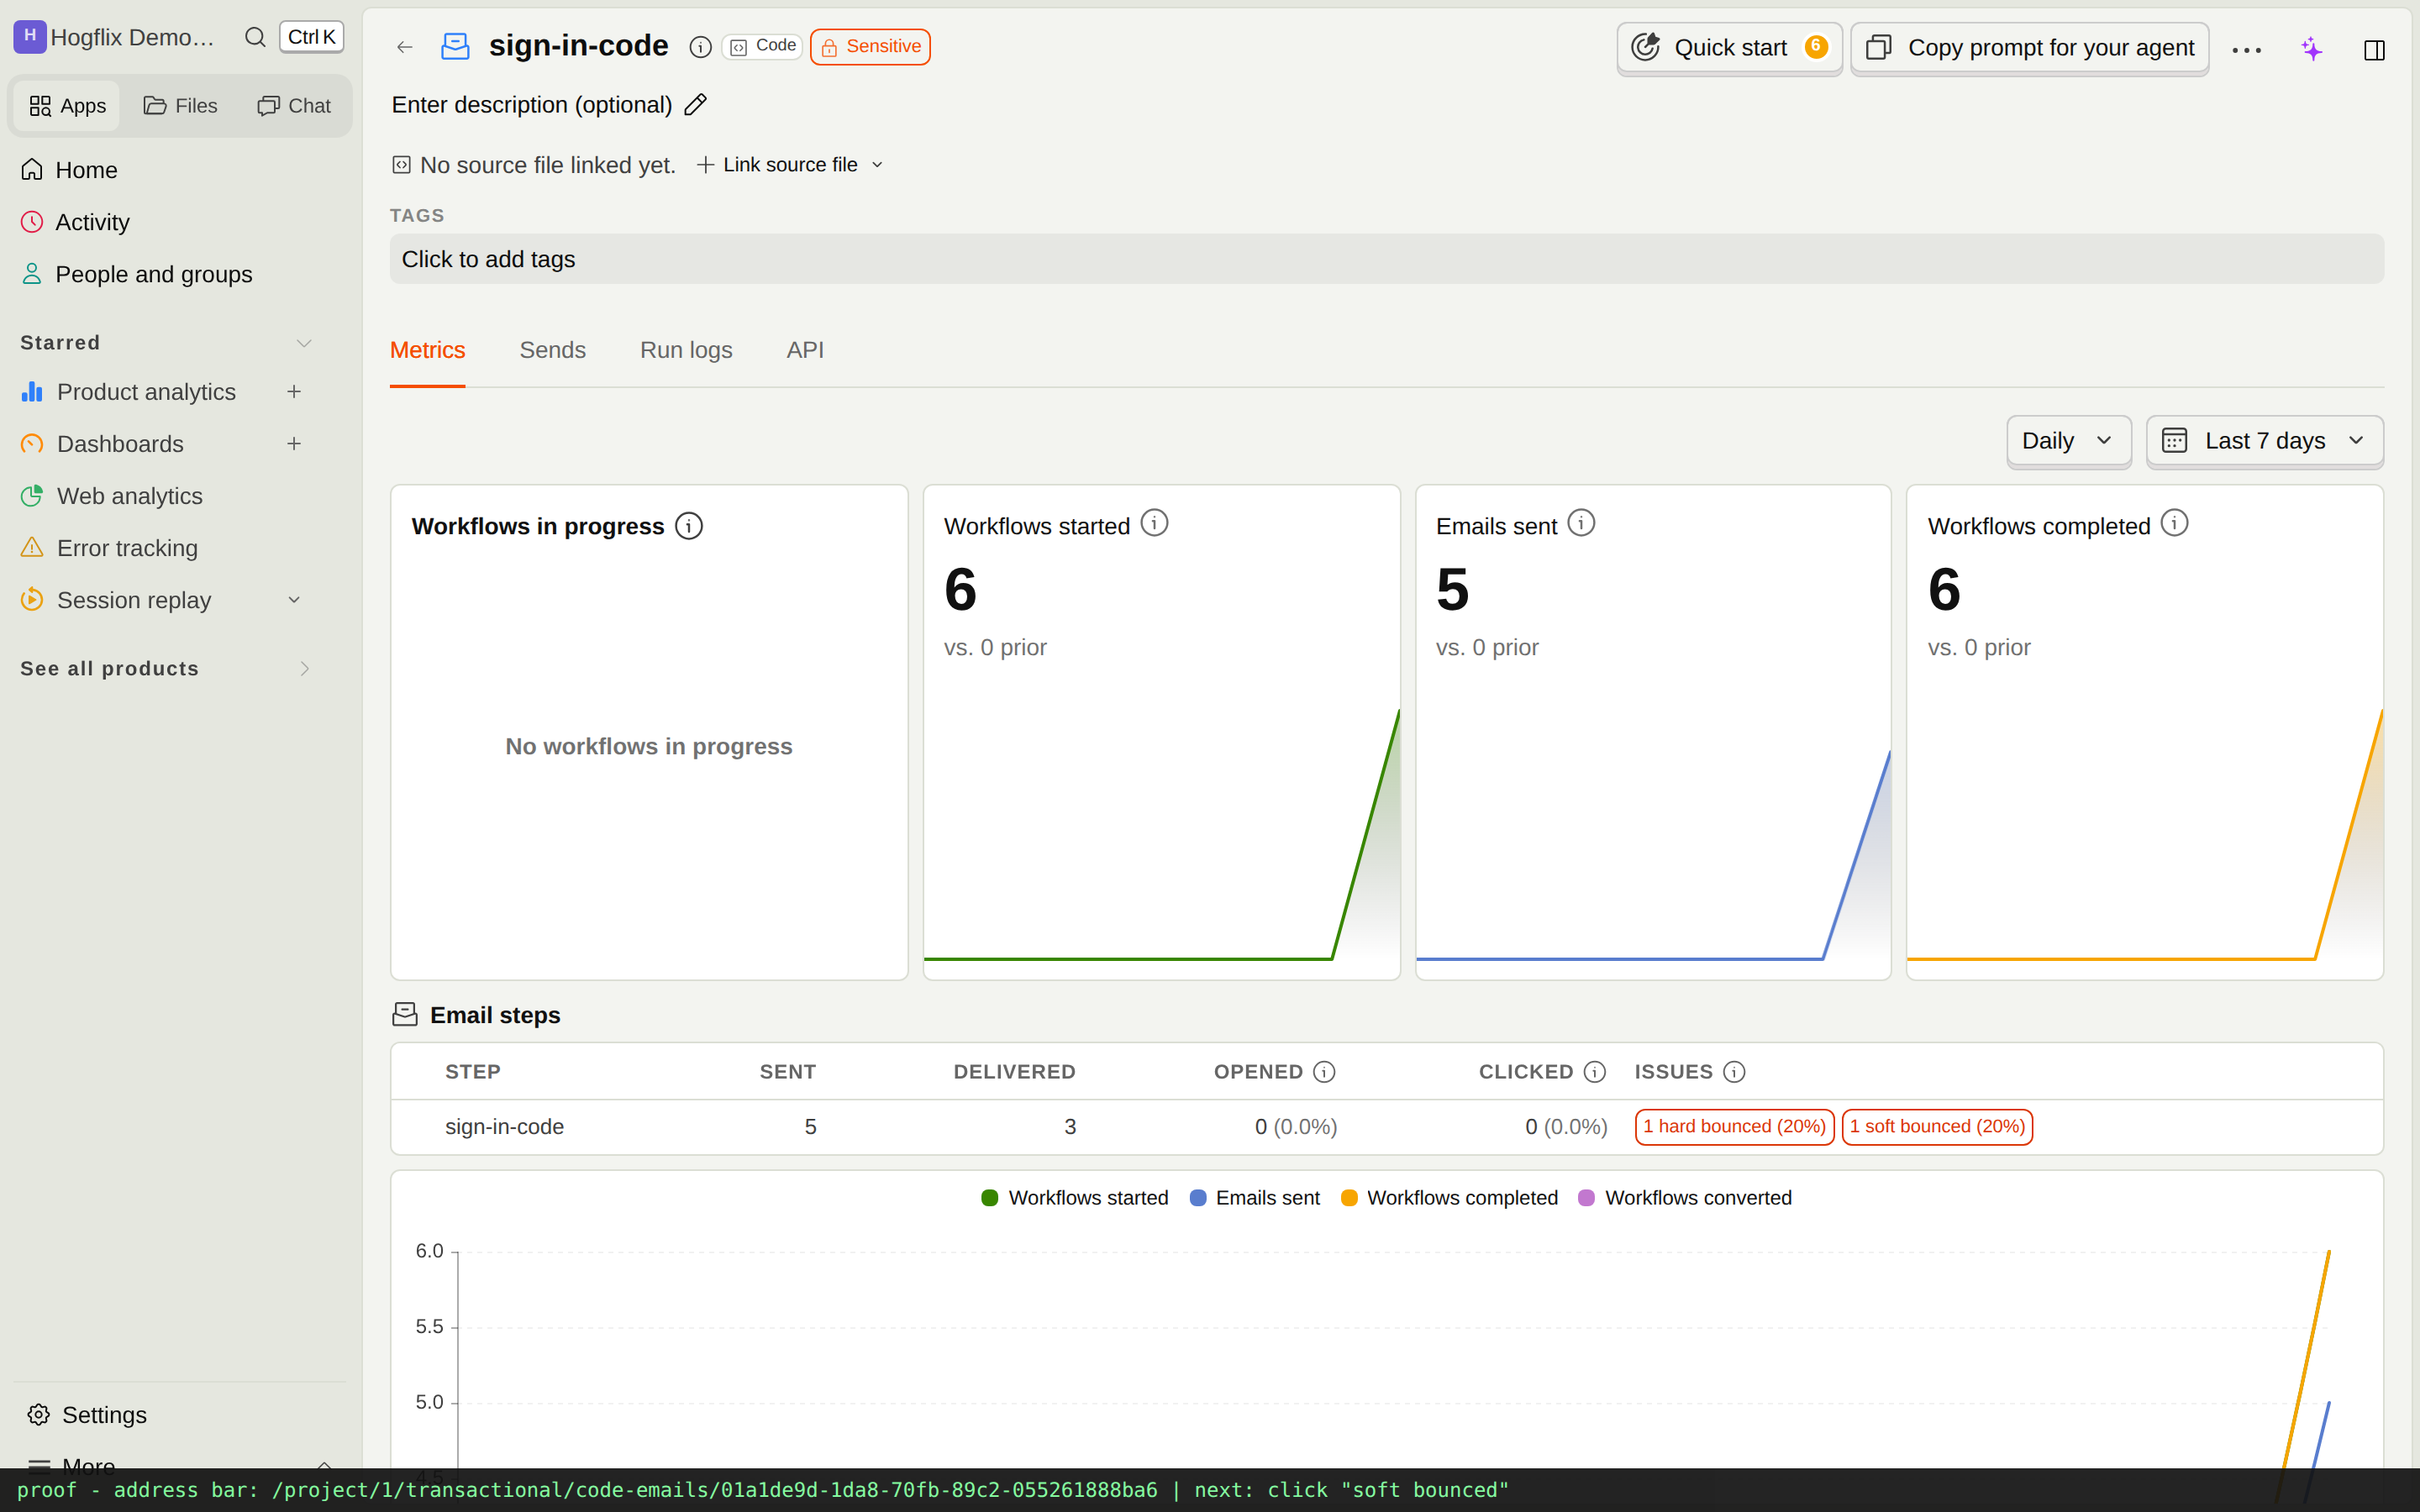 H Hogflix Demo… Ctrl K
Apps Files Chat
Home
Activity
People and groups
Starred
Product analytics
Dashboards
Web analytics
Error tracking
Session replay
See all products
Settings
More
sign-in-code Code Sensitive
Quick start 6 Copy prompt for your agent
Enter description (optional)
No source file linked yet. Link source file
TAGS
Click to add tags
Metrics Sends Run logs API
Daily Last 7 days
Workflows in progress
No workflows in progress
Workflows started
6
vs. 0 prior
Emails sent
5
vs. 0 prior
Workflows completed
6
vs. 0 prior
Email steps
STEP SENT DELIVERED OPENED CLICKED ISSUES
sign-in-code 5 3 0 (0.0%) 0 (0.0%) 1 hard bounced (20%) 1 soft bounced (20%)
Workflows started Emails sent Workflows completed Workflows converted
6.0
5.5
5.0
4.5
proof - address bar: /project/1/transactional/code-emails/01a1de9d-1da8-70fb-89c2-055261888ba6 | next: click "soft bounced"